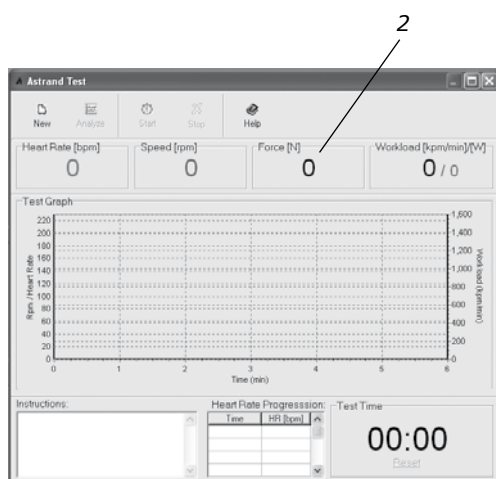 2
Astrand Test
New Analyze Start Stop Help
Heart Rate [bpm] Speed [rpm] Force [N] Workload [kpm/min]/[W]
0 0 0 0 / 0
Test Graph
220 1,600
200 1,400
180
160 1,200
140 1,000
120
100 800
80 600
60 400
40
20 200
0 0
Rpm / Heart Rate
Work load (kpm/min)
0 1 2 3 4 5 6
Time (min)
Instructions: Heart Rate Progresssion: Test Time
Time HR [bpm]
00:00
Reset